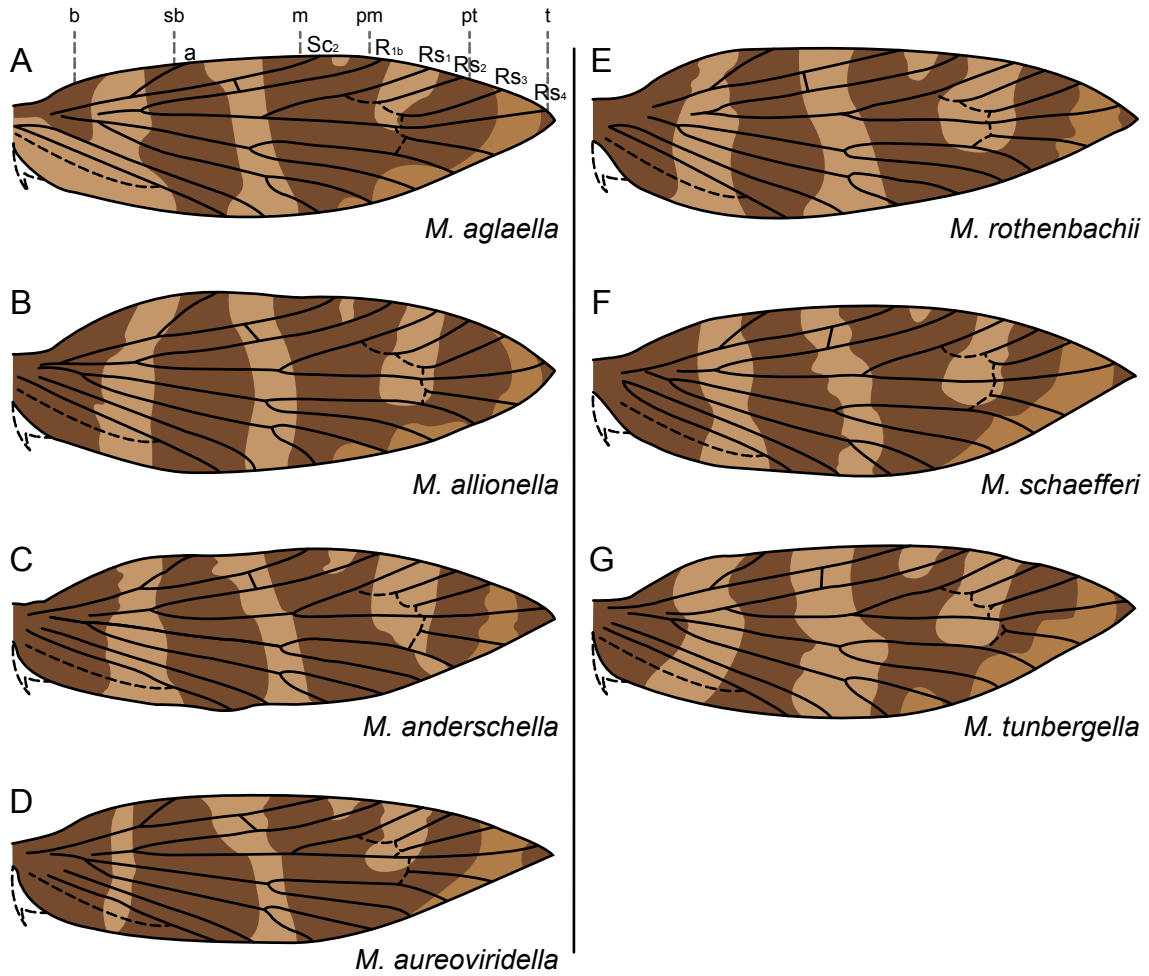 b sb m pm pt t
A a Sc₂ R₁b Rs₁ Rs₂ Rs₃ Rs₄
M. aglaella
B
M. allionella
C
M. anderschella
D
M. aureoviridella
E
M. rothenbachii
F
M. schaefferi
G
M. tunbergella